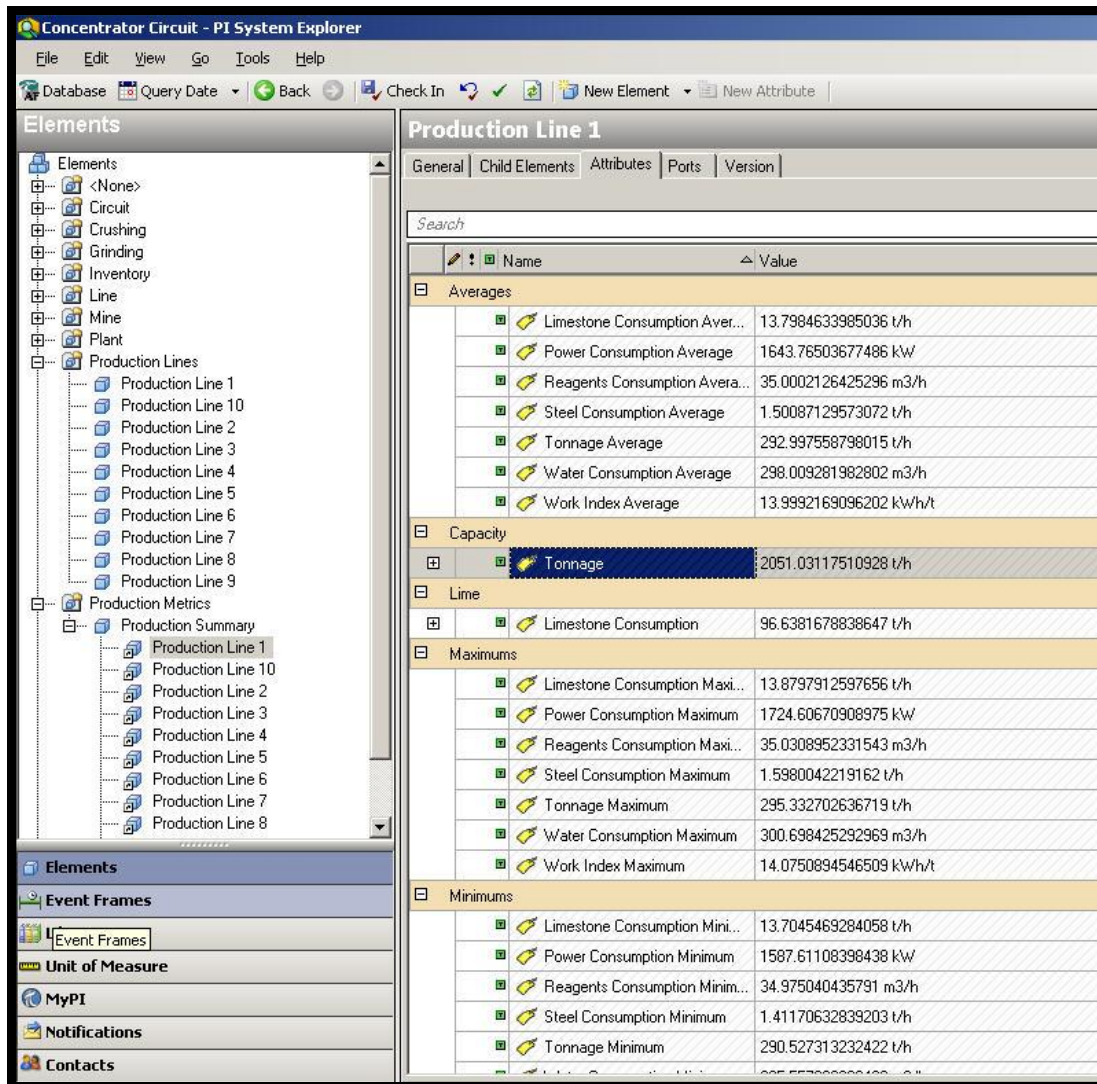 Concentrator Circuit - PI System Explorer
File Edit View Go Tools Help
Database Query Date Back Check In New Element New Attribute
Elements
Elements
<None>
Circuit
Crushing
Grinding
Inventory
Line
Mine
Plant
Production Lines
Production Line 1
Production Line 10
Production Line 2
Production Line 3
Production Line 4
Production Line 5
Production Line 6
Production Line 7
Production Line 8
Production Line 9
Production Metrics
Production Summary
Production Line 1
Production Line 10
Production Line 2
Production Line 3
Production Line 4
Production Line 5
Production Line 6
Production Line 7
Production Line 8
Elements
Event Frames
Event Frames
Unit of Measure
MyPI
Notifications
Contacts
Production Line 1
General Child Elements Attributes Ports Version
Search
Name Value
Averages
Limestone Consumption Aver... 13.7984633985036 t/h
Power Consumption Average 1643.76503677486 kW
Reagents Consumption Avera... 35.0002126425296 m3/h
Steel Consumption Average 1.50087129573072 t/h
Tonnage Average 292.997558798015 t/h
Water Consumption Average 298.009281982802 m3/h
Work Index Average 13.9992169096202 kWh/t
Capacity
Tonnage 2051.03117510928 t/h
Lime
Limestone Consumption 96.6381678838647 t/h
Maximums
Limestone Consumption Maxi... 13.8797912597656 t/h
Power Consumption Maximum 1724.60670908975 kW
Reagents Consumption Maxi... 35.0308952331543 m3/h
Steel Consumption Maximum 1.5980042219162 t/h
Tonnage Maximum 295.332702636719 t/h
Water Consumption Maximum 300.698425292969 m3/h
Work Index Maximum 14.0750894546509 kWh/t
Minimums
Limestone Consumption Mini... 13.7045469284058 t/h
Power Consumption Minimum 1587.61108398438 kW
Reagents Consumption Minim... 34.975040435791 m3/h
Steel Consumption Minimum 1.41170632839203 t/h
Tonnage Minimum 290.527313232422 t/h